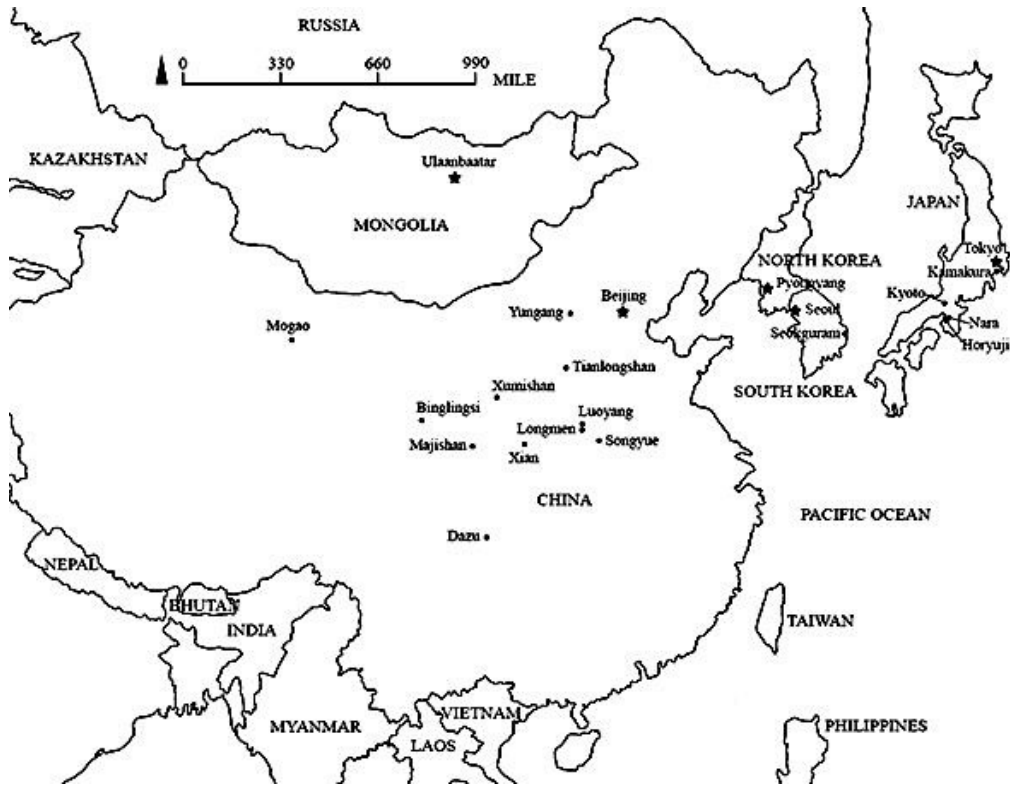 RUSSIA
0 330 660 990
MILE
KAZAKHSTAN
Ulaanbaatar
MONGOLIA
JAPAN
Tokyo
NORTH KOREA
Kamakura
Pyongyang
Beijing
Kyoto
Yungang
Seoul
Mogao
Nara
Seokguram
Horyuji
Tianlongshan
Xumishan
SOUTH KOREA
Binglingsi
Luoyang
Longmen
Songyue
Majishan
Xian
CHINA
PACIFIC OCEAN
Dazu
NEPAL
BHUTAN
INDIA
TAIWAN
VIETNAM
MYANMAR
PHILIPPINES
LAOS